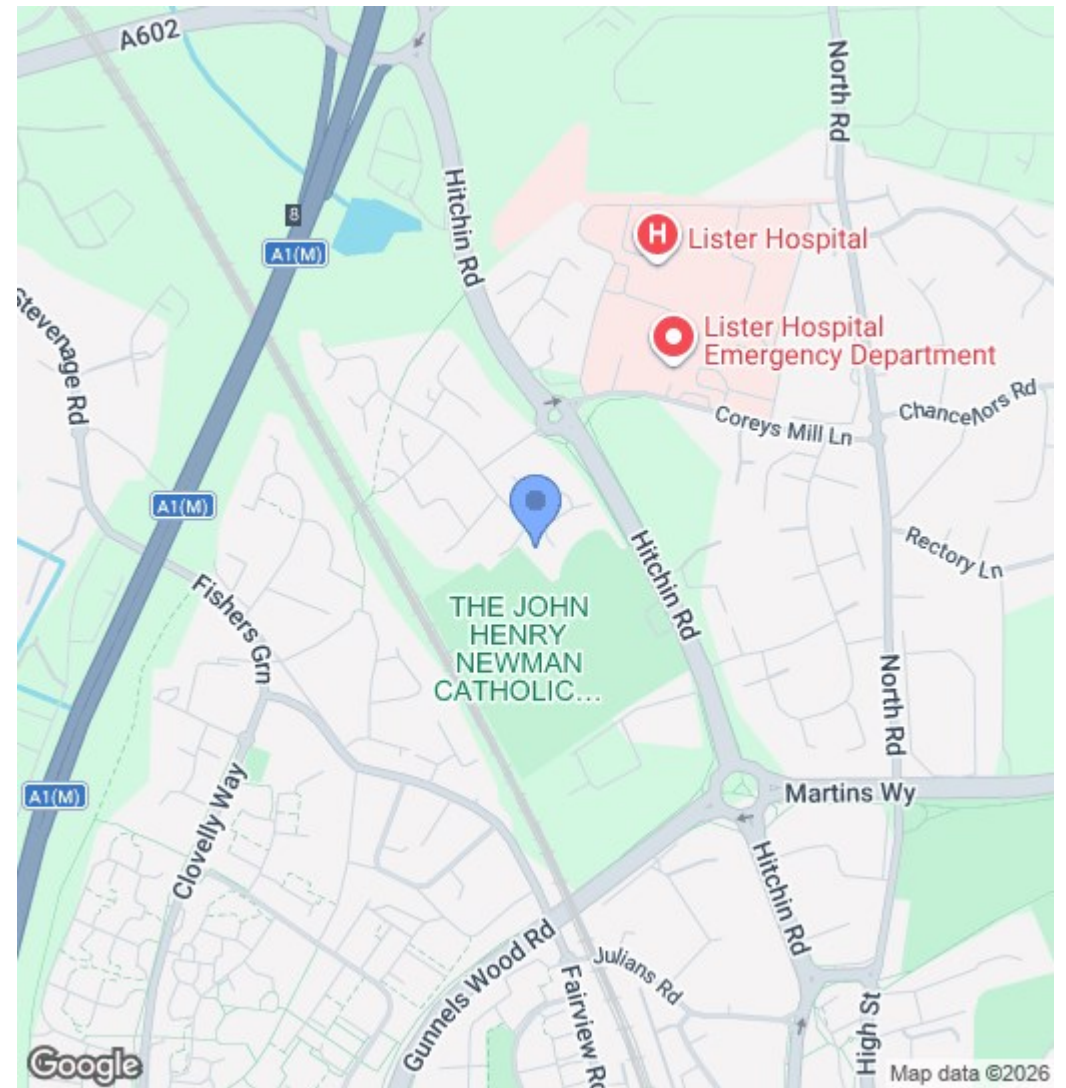 A602
North Rd
Hitchin Rd
8
A1(M)
Lister Hospital
Lister Hospital
Emergency Department
Stevenage Rd
Chancellors Rd
Coreys Mill Ln
A1(M)
Rectory Ln
Hitchin Rd
Fishers Grn
THE JOHN
HENRY
NEWMAN
CATHOLIC...
North Rd
A1(M)
Clovelly Way
Martins Wy
Hitchin Rd
Gunnels Wood Rd
Julians Rd
Fairview Rd
High St
Google
Map data ©2026